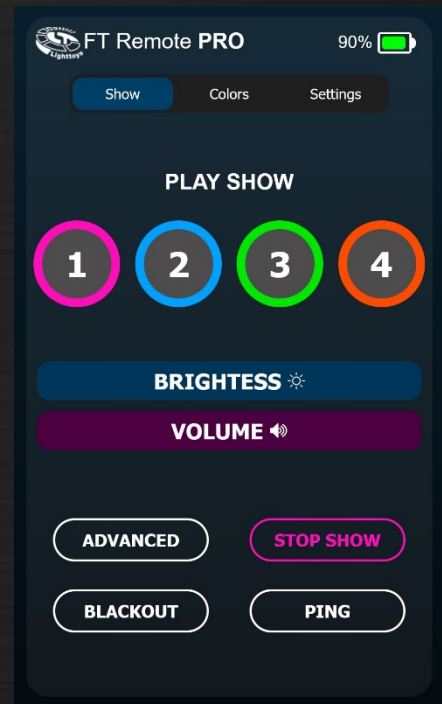 Lighttoys
FT Remote PRO 90%
Show Colors Settings
PLAY SHOW
1 2 3 4
BRIGHTESS
VOLUME
ADVANCED STOP SHOW
BLACKOUT PING